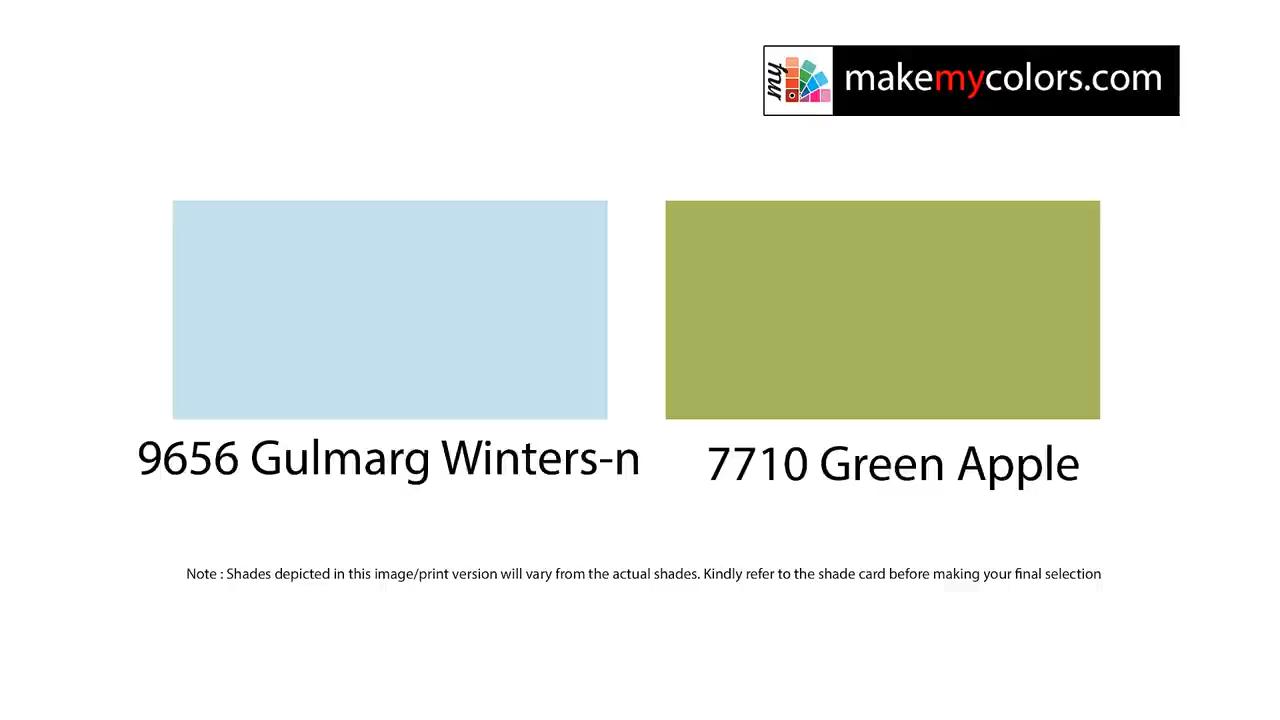 my
makemycolors.com
9656 Gulmarg Winters-n
7710 Green Apple
Note : Shades depicted in this image/print version will vary from the actual shades. Kindly refer to the shade card before making your final selection